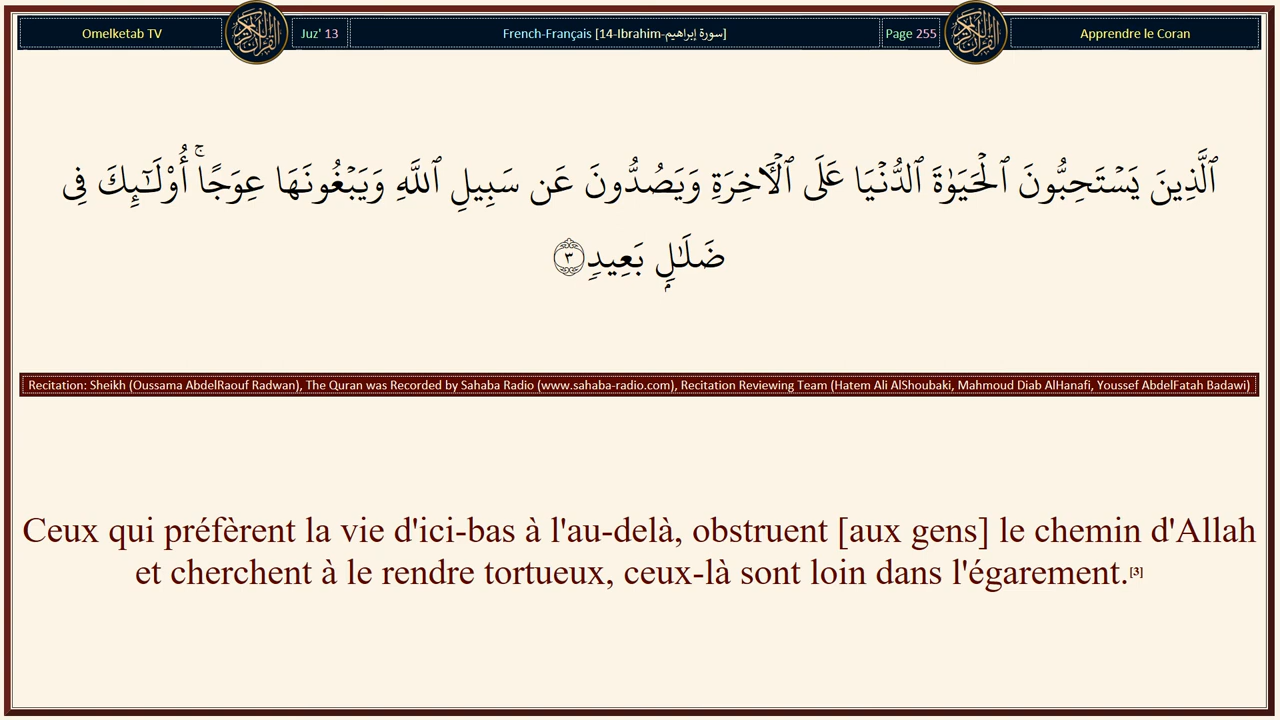 Omelketab TV
Juz' 13
French-Français [14-Ibrahim-سورة إبراهيم]
Page 255
Apprendre le Coran
ٱلَّذِينَ يَسۡتَحِبُّونَ ٱلۡحَيَوٰةَ ٱلدُّنۡيَا عَلَى ٱلۡأٓخِرَةِ وَيَصُدُّونَ عَن سَبِيلِ ٱللَّهِ وَيَبۡغُونَهَا عِوَجًاۚ أُوْلَـٰٓئِكَ فِى
ضَلَـٰلِۭ بَعِيدٍ ٣
Recitation: Sheikh (Oussama AbdelRaouf Radwan), The Quran was Recorded by Sahaba Radio (www.sahaba-radio.com), Recitation Reviewing Team (Hatem Ali AlShoubaki, Mahmoud Diab AlHanafi, Youssef AbdelFatah Badawi)
Ceux qui préfèrent la vie d'ici-bas à l'au-delà, obstruent [aux gens] le chemin d'Allah
et cherchent à le rendre tortueux, ceux-là sont loin dans l'égarement.[3]